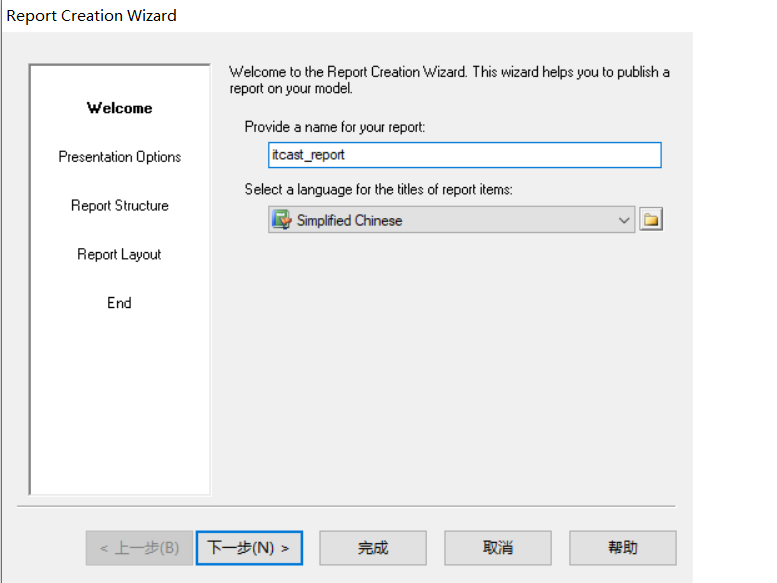 Report Creation Wizard
Welcome
Presentation Options
Report Structure
Report Layout
End
Welcome to the Report Creation Wizard. This wizard helps you to publish a
report on your model.
Provide a name for your report:
itcast_report
Select a language for the titles of report items:
Simplified Chinese
< 上一步(B)
下一步(N) >
完成
取消
帮助